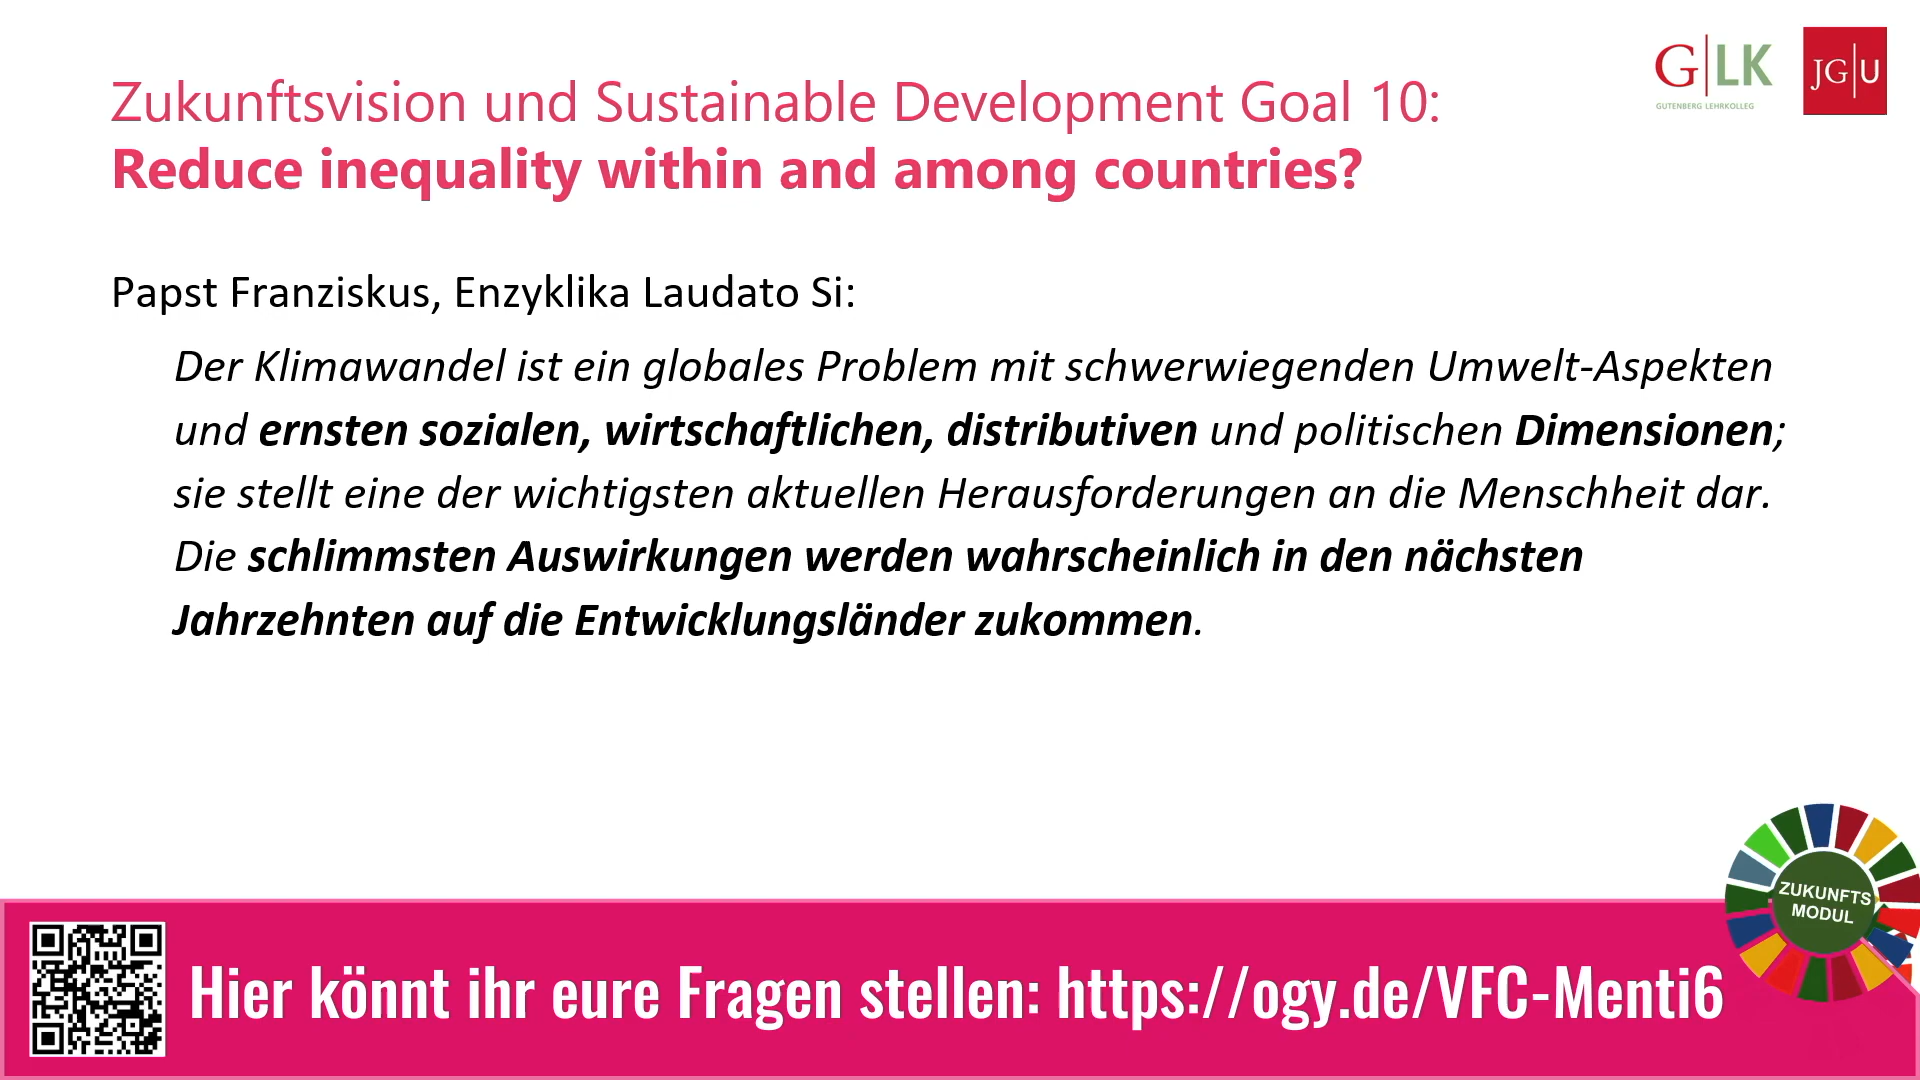 Zukunftsvision und Sustainable Development Goal 10:
Reduce inequality within and among countries?
G|LK
GUTENBERG LEHRKOLLEG
JG|U
Papst Franziskus, Enzyklika Laudato Si:
Der Klimawandel ist ein globales Problem mit schwerwiegenden Umwelt-Aspekten
und ernsten sozialen, wirtschaftlichen, distributiven und politischen Dimensionen;
sie stellt eine der wichtigsten aktuellen Herausforderungen an die Menschheit dar.
Die schlimmsten Auswirkungen werden wahrscheinlich in den nächsten
Jahrzehnten auf die Entwicklungsländer zukommen.
ZUKUNFTS
MODUL
Hier könnt ihr eure Fragen stellen: https://ogy.de/VFC-Menti6